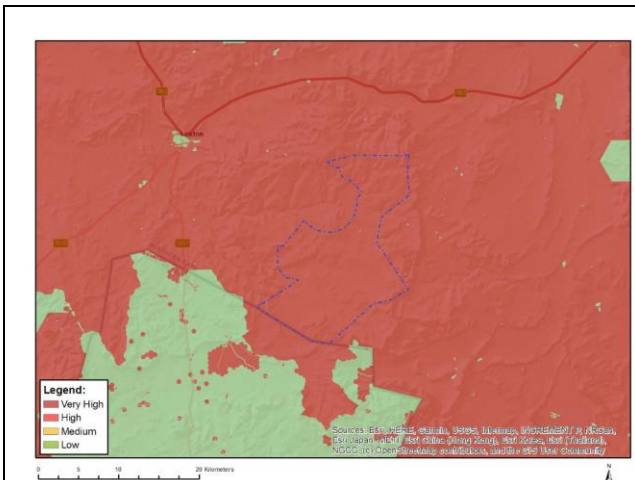 Legend:
Very High
High
Medium
Low
Sources: Esri, HERE, Garmin, USGS, Intermap, INCREMENT P, NRCan,
Esri Japan, METI, Esri China (Hong Kong), Esri Korea, Esri (Thailand),
NGCC, (c) OpenStreetMap contributors, and the GIS User Community
0 5 10 20 Kilometers
N